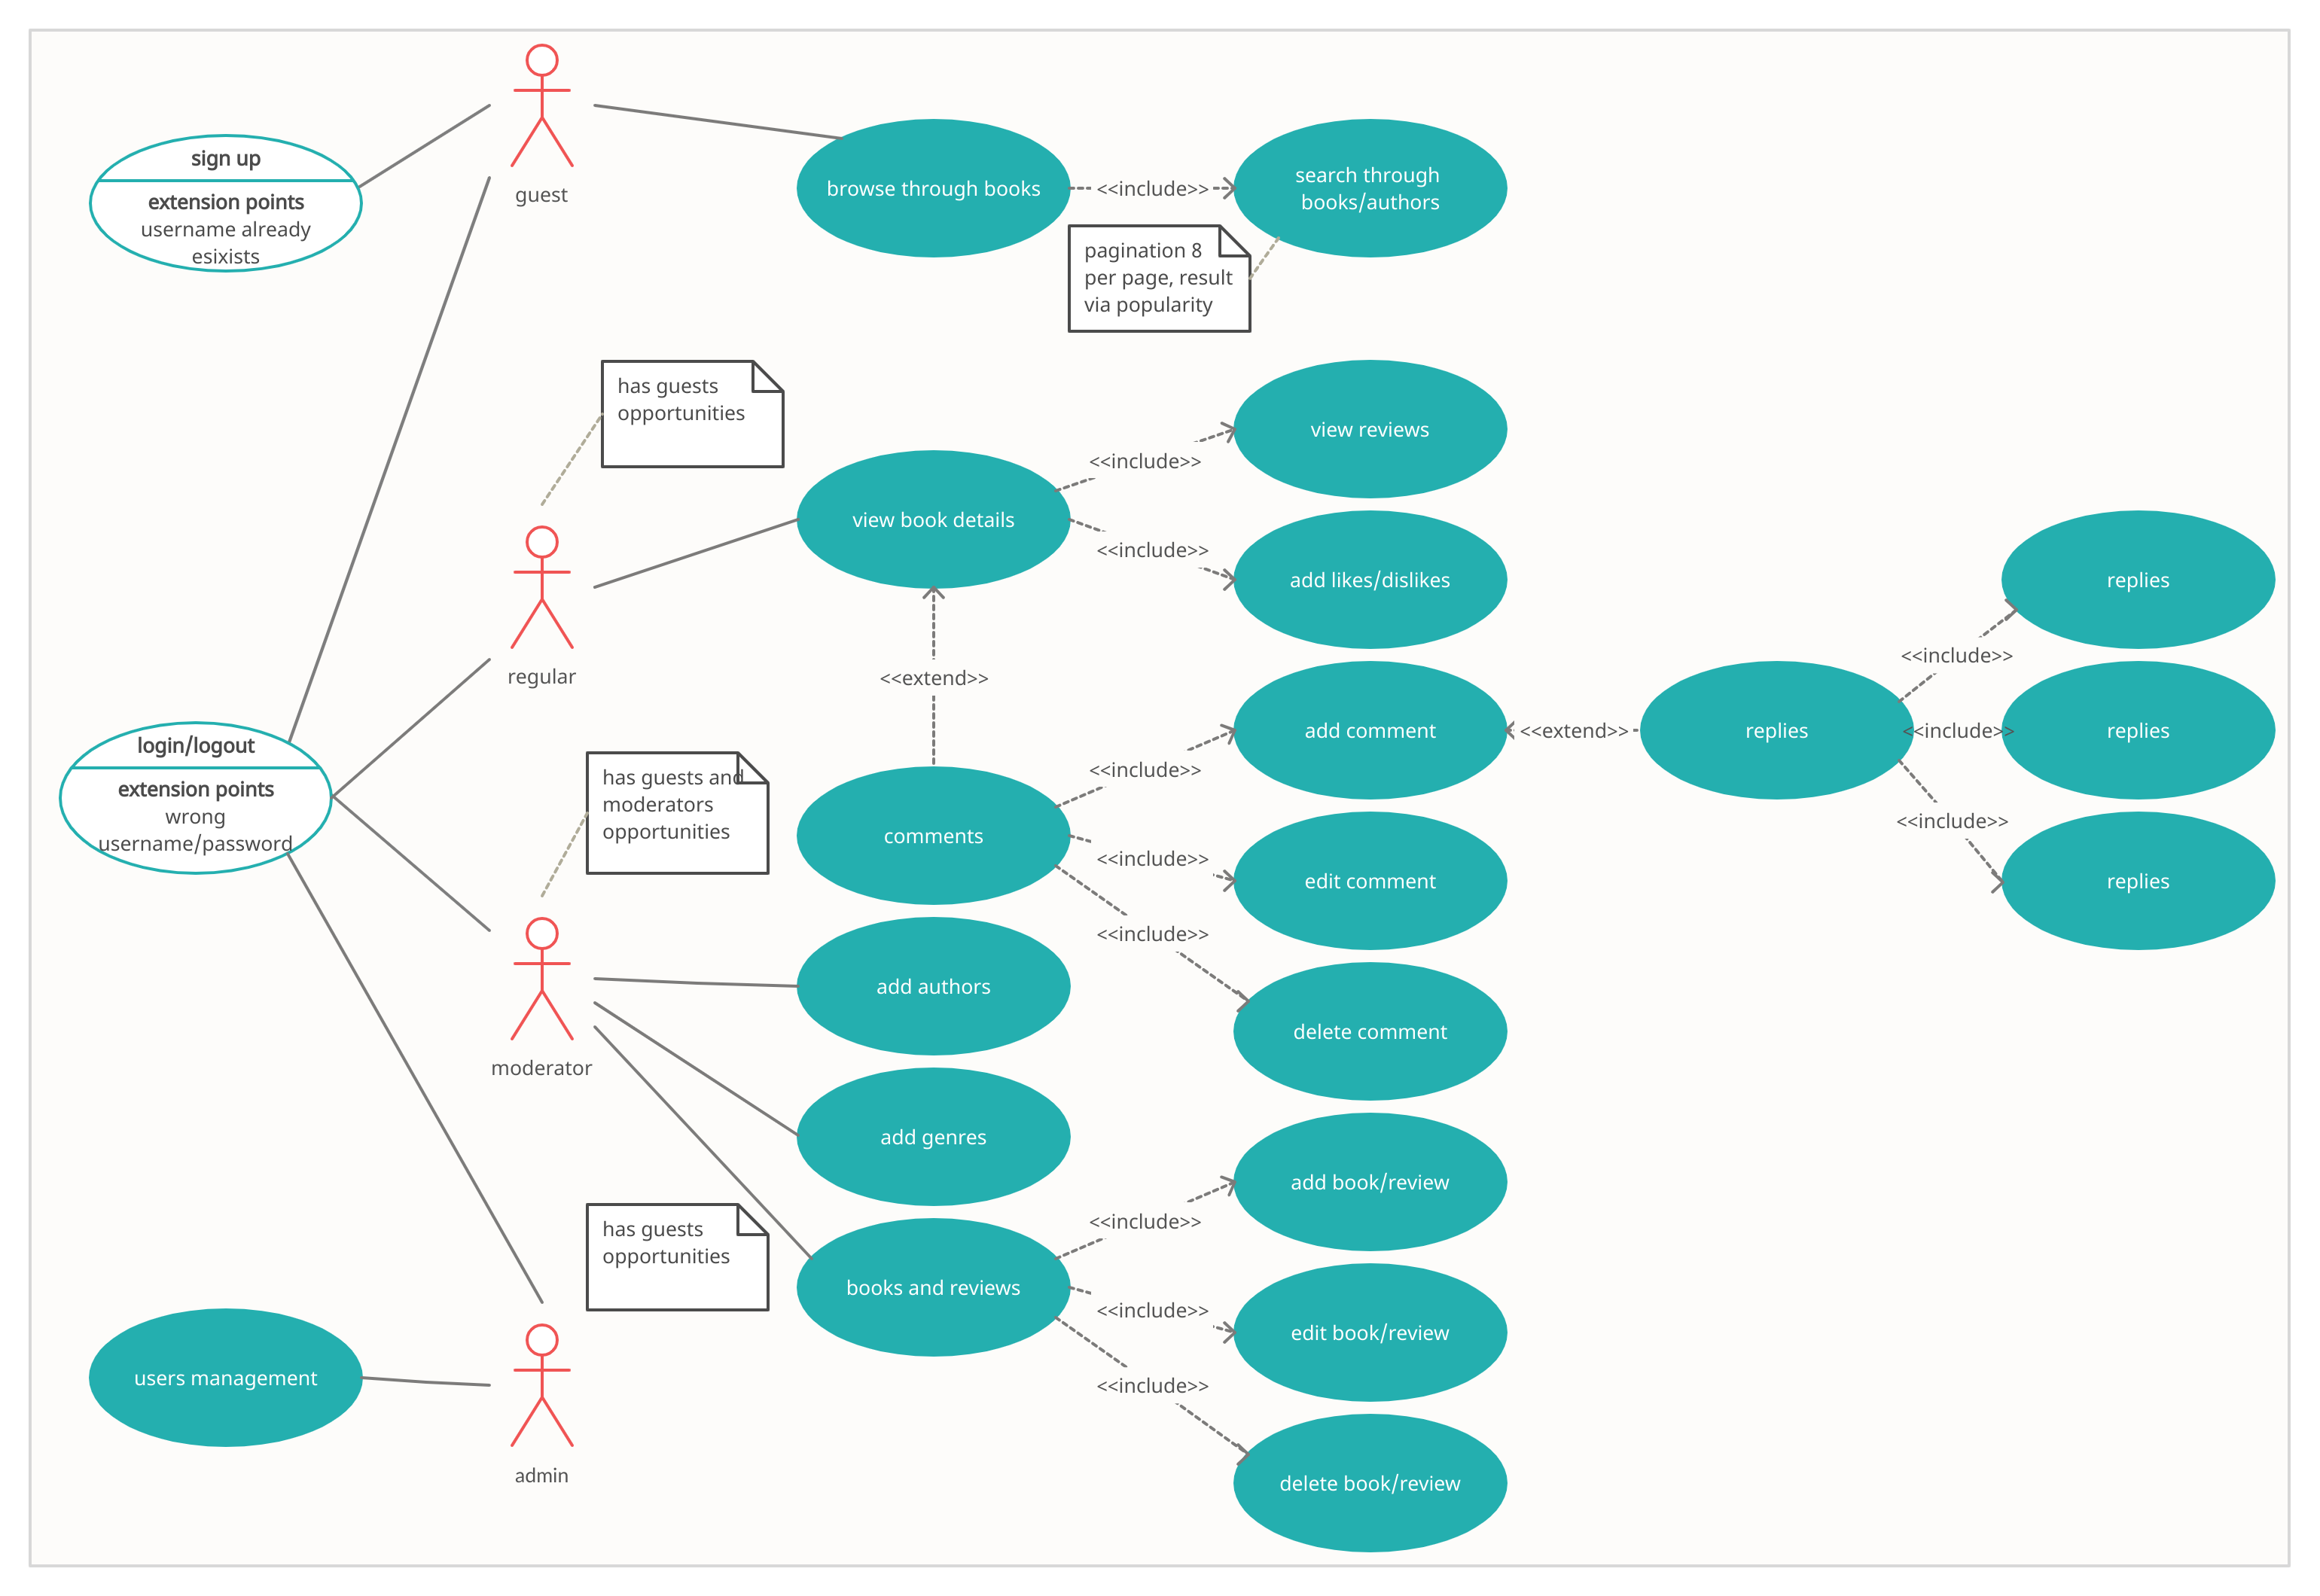 guest
sign up
extension points
username already
esixists
browse through books
<<include>>
search through
books/authors
pagination 8
per page, result
via popularity
has guests
opportunities
view reviews
<<include>>
view book details
<<include>>
add likes/dislikes
replies
<<include>>
regular
<<extend>>
add comment
<<extend>>
replies
<<include>>
replies
login/logout
extension points
wrong
username/password
has guests and
moderators
opportunities
<<include>>
comments
<<include>>
edit comment
<<include>>
replies
<<include>>
add authors
delete comment
moderator
add genres
add book/review
<<include>>
has guests
opportunities
books and reviews
<<include>>
edit book/review
users management
<<include>>
admin
delete book/review